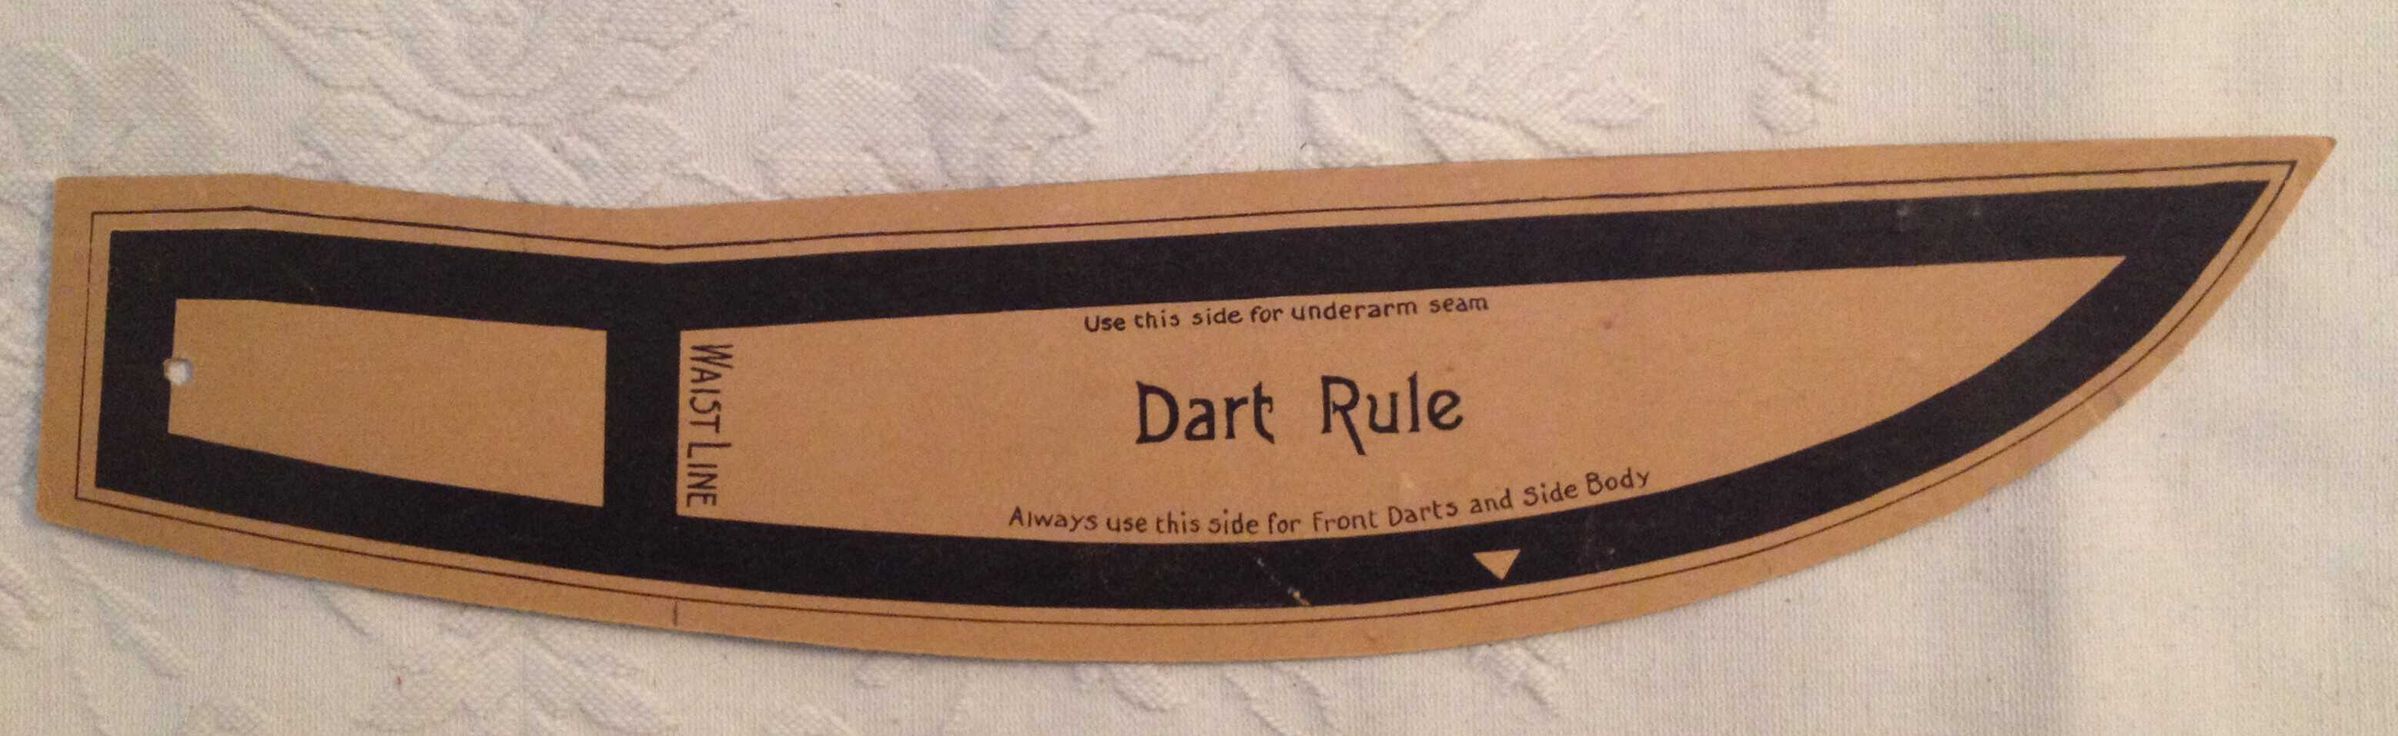 Use this side for underarm seam
WAIST LINE
Dart Rule
Always use this side for Front Darts and Side Body